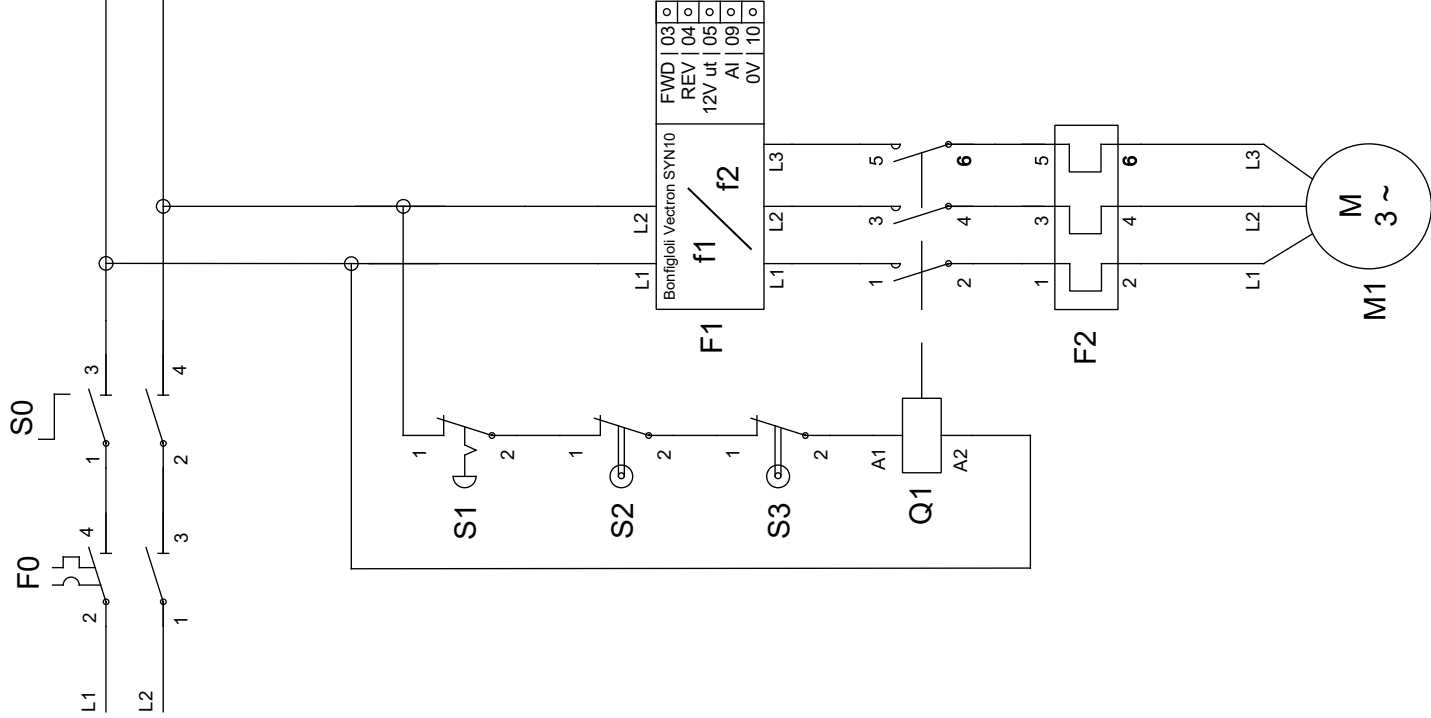 L1
L2
F0
2
4
1
3
S0
1
3
2
4
S1
1
2
S2
1
2
S3
1
2
Q1
A1
A2
L1
L2
FWD | 03
REV | 04
12V ut | 05
AI | 09
0V | 10
Bonfiglioli Vectron SYN10
f1
f2
F1
L1
L2
L3
1
3
5
2
4
6
F2
1
3
5
2
4
6
L1
L2
L3
M
3 ~
M1